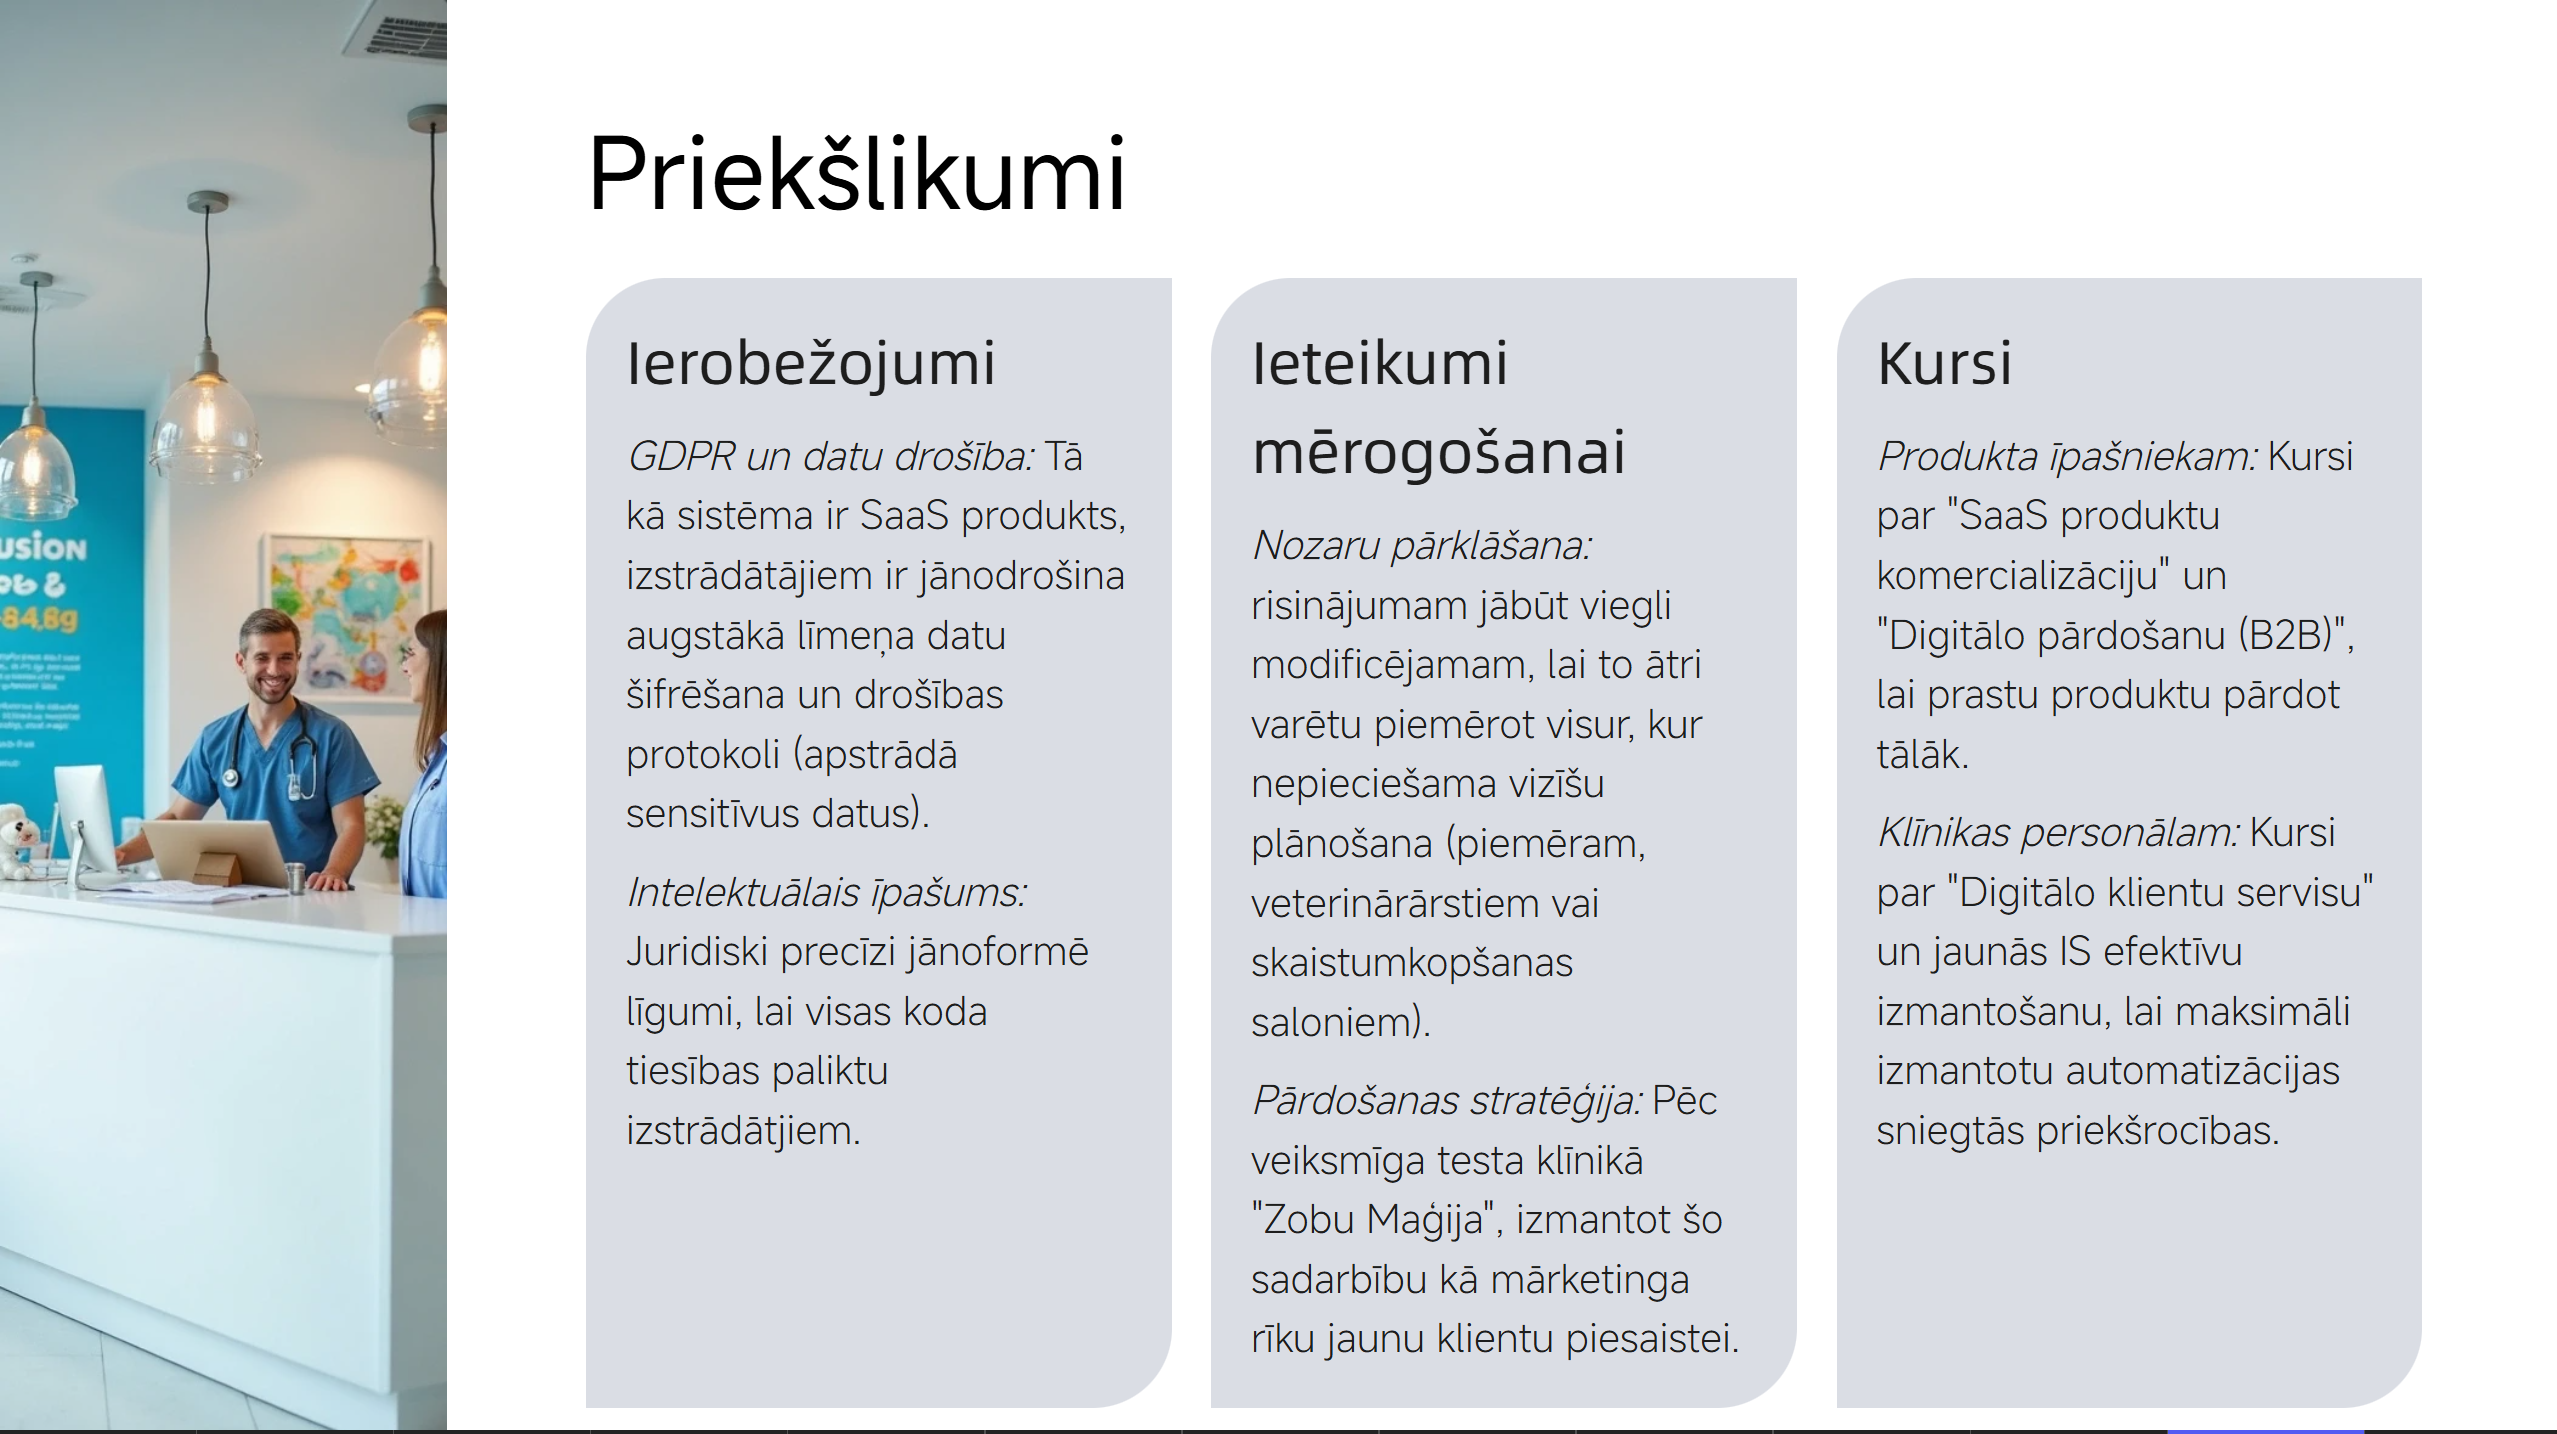 Priekšlikumi
Ierobežojumi
GDPR un datu drošība: Tā
kā sistēma ir SaaS produkts,
izstrādātājiem ir jānodrošina
augstākā līmeņa datu
šifrēšana un drošības
protokoli (apstrādā
sensitīvus datus).
Intelektuālais īpašums:
Juridiski precīzi jānoformē
līgumi, lai visas koda
tiesības paliktu
izstrādātjiem.
Ieteikumi
mērogošanai
Nozaru pārklāšana:
risinājumam jābūt viegli
modificējamam, lai to ātri
varētu piemērot visur, kur
nepieciešama vizīšu
plānošana (piemēram,
veterinārārstiem vai
skaistumkopšanas
saloniem).
Pārdošanas stratēģija: Pēc
veiksmīga testa klīnikā
"Zobu Maģija", izmantot šo
sadarbību kā mārketinga
rīku jaunu klientu piesaistei.
Kursi
Produkta īpašniekam: Kursi
par "SaaS produktu
komercializāciju" un
"Digitālo pārdošanu (B2B)",
lai prastu produktu pārdot
tālāk.
Klīnikas personālam: Kursi
par "Digitālo klientu servisu"
un jaunās IS efektīvu
izmantošanu, lai maksimāli
izmantotu automatizācijas
sniegtās priekšrocības.